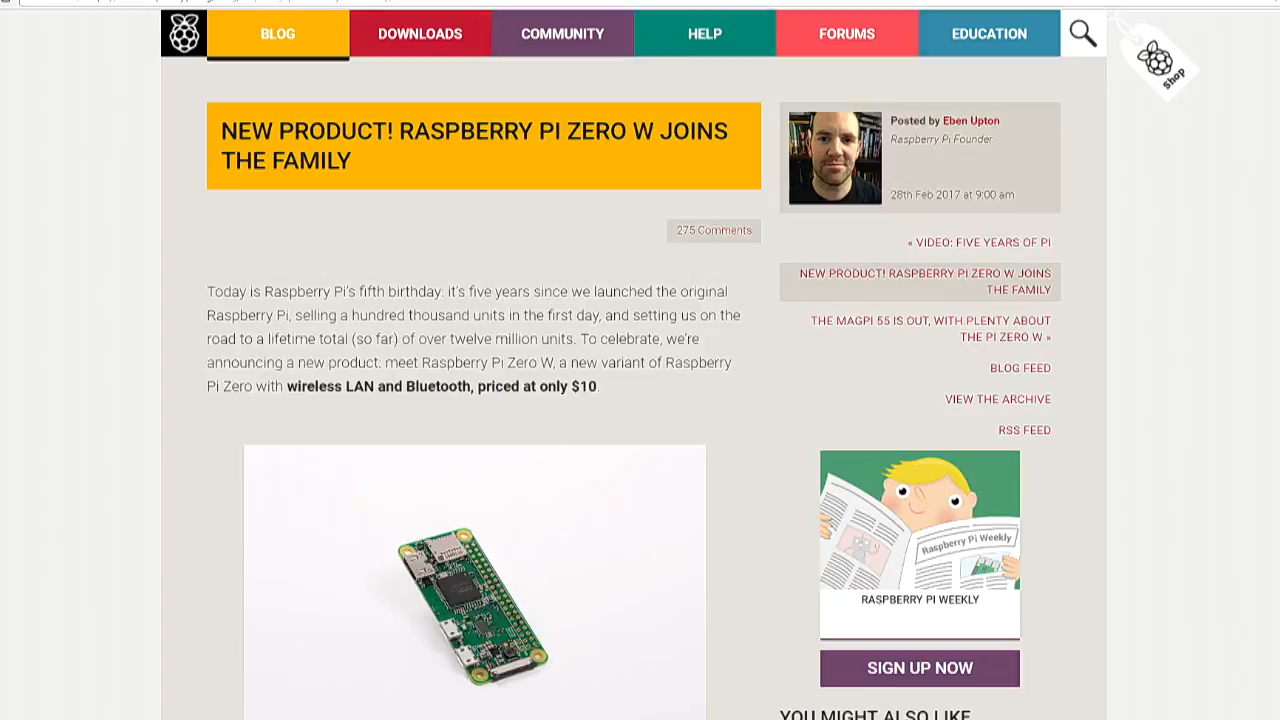 BLOG
DOWNLOADS
COMMUNITY
HELP
FORUMS
EDUCATION
shop
NEW PRODUCT! RASPBERRY PI ZERO W JOINS
THE FAMILY
275 Comments
Today is Raspberry Pi's fifth birthday: it's five years since we launched the original
Raspberry Pi, selling a hundred thousand units in the first day, and setting us on the
road to a lifetime total (so far) of over twelve million units. To celebrate, we're
announcing a new product: meet Raspberry Pi Zero W, a new variant of Raspberry
Pi Zero with wireless LAN and Bluetooth, priced at only $10.
Posted by Eben Upton
Raspberry Pi Founder
28th Feb 2017 at 9:00 am
« VIDEO: FIVE YEARS OF PI
NEW PRODUCT! RASPBERRY PI ZERO W JOINS
THE FAMILY
THE MAGPI 55 IS OUT, WITH PLENTY ABOUT
THE PI ZERO W »
BLOG FEED
VIEW THE ARCHIVE
RSS FEED
Raspberry Pi Weekly
RASPBERRY PI WEEKLY
SIGN UP NOW
YOU MIGHT ALSO LIKE